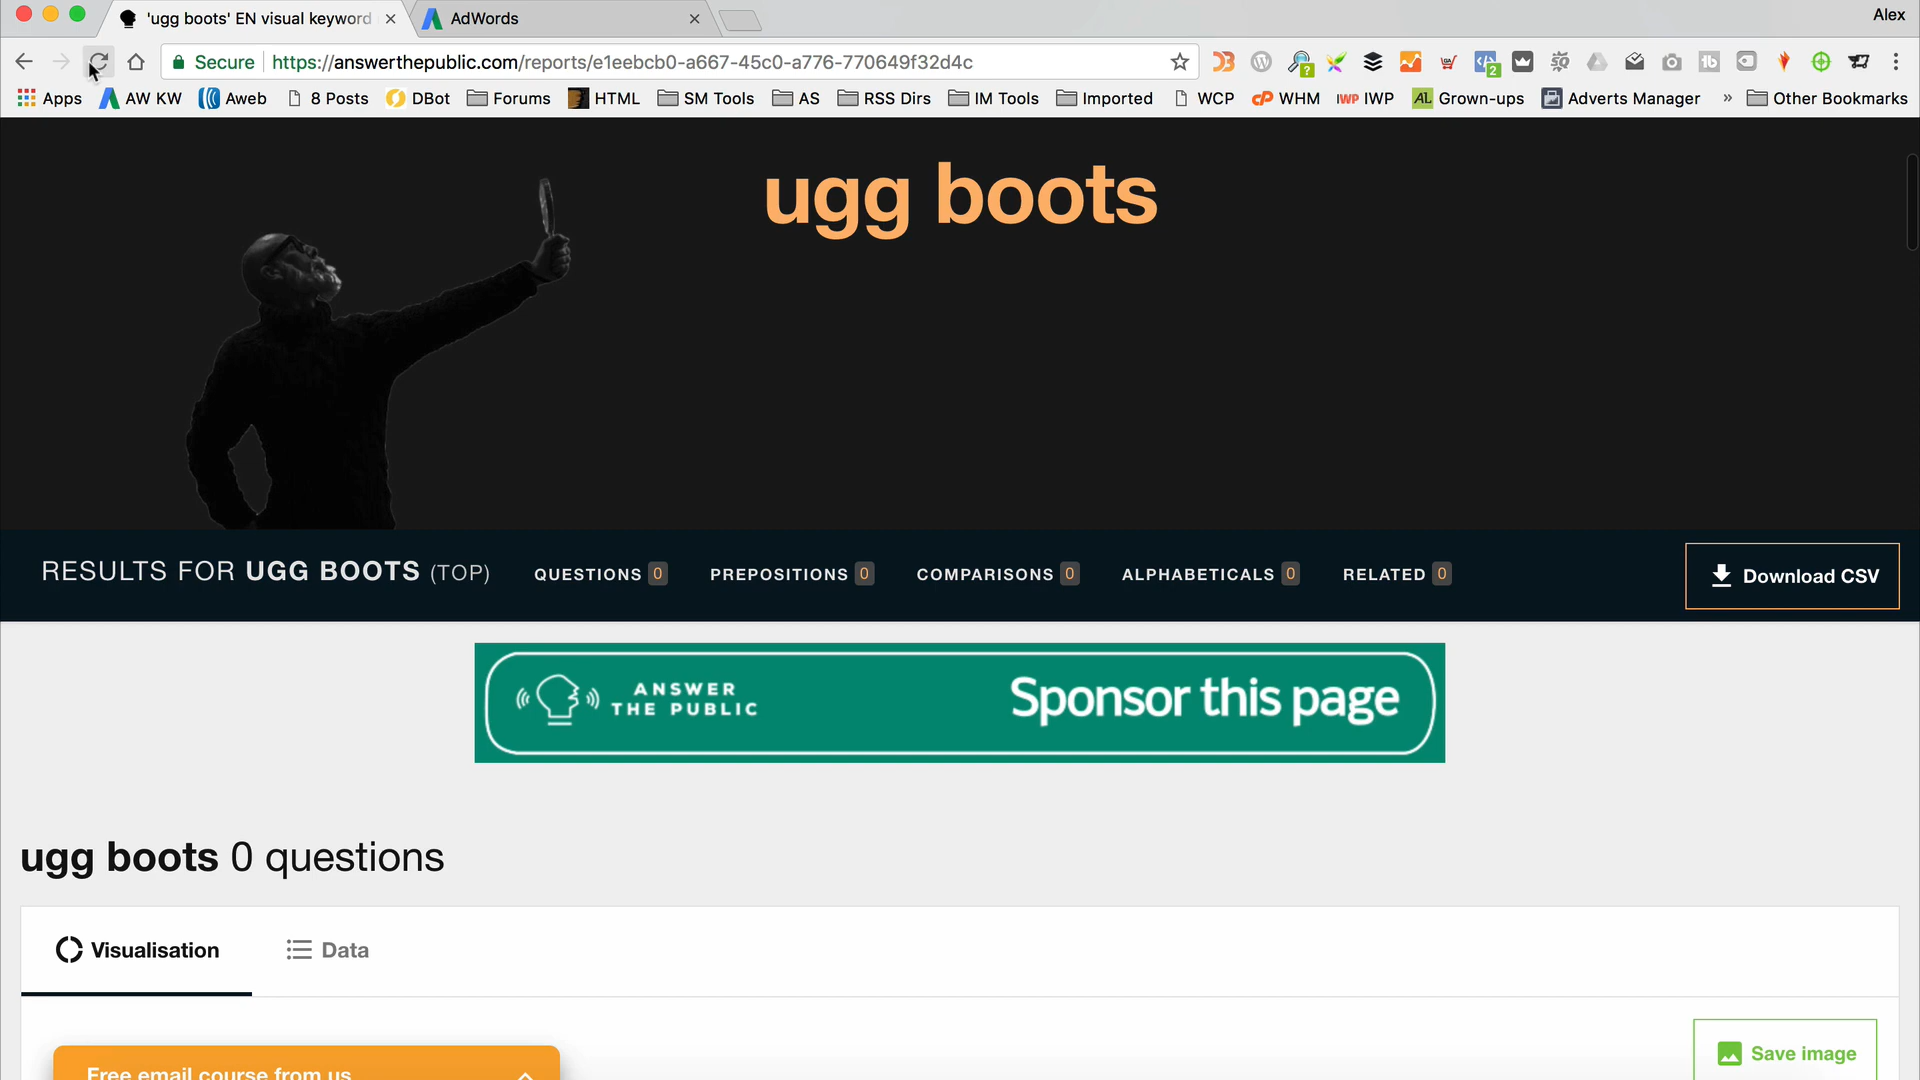 'ugg boots' EN visual keyword
AdWords
Alex
Secure
https://answerthepublic.com/reports/e1eebcb0-a667-45c0-a776-770649f32d4c
Apps
AW KW
Aweb
8 Posts
DBot
Forums
HTML
SM Tools
AS
RSS Dirs
IM Tools
Imported
WCP
cP WHM
IWP IWP
AL Grown-ups
Adverts Manager
»
Other Bookmarks
ugg boots
RESULTS FOR UGG BOOTS (TOP)
QUESTIONS 0
PREPOSITIONS 0
COMPARISONS 0
ALPHABETICALS 0
RELATED 0
Download CSV
ANSWER
THE PUBLIC
Sponsor this page
ugg boots 0 questions
Visualisation
Data
Save image
Free email course from us